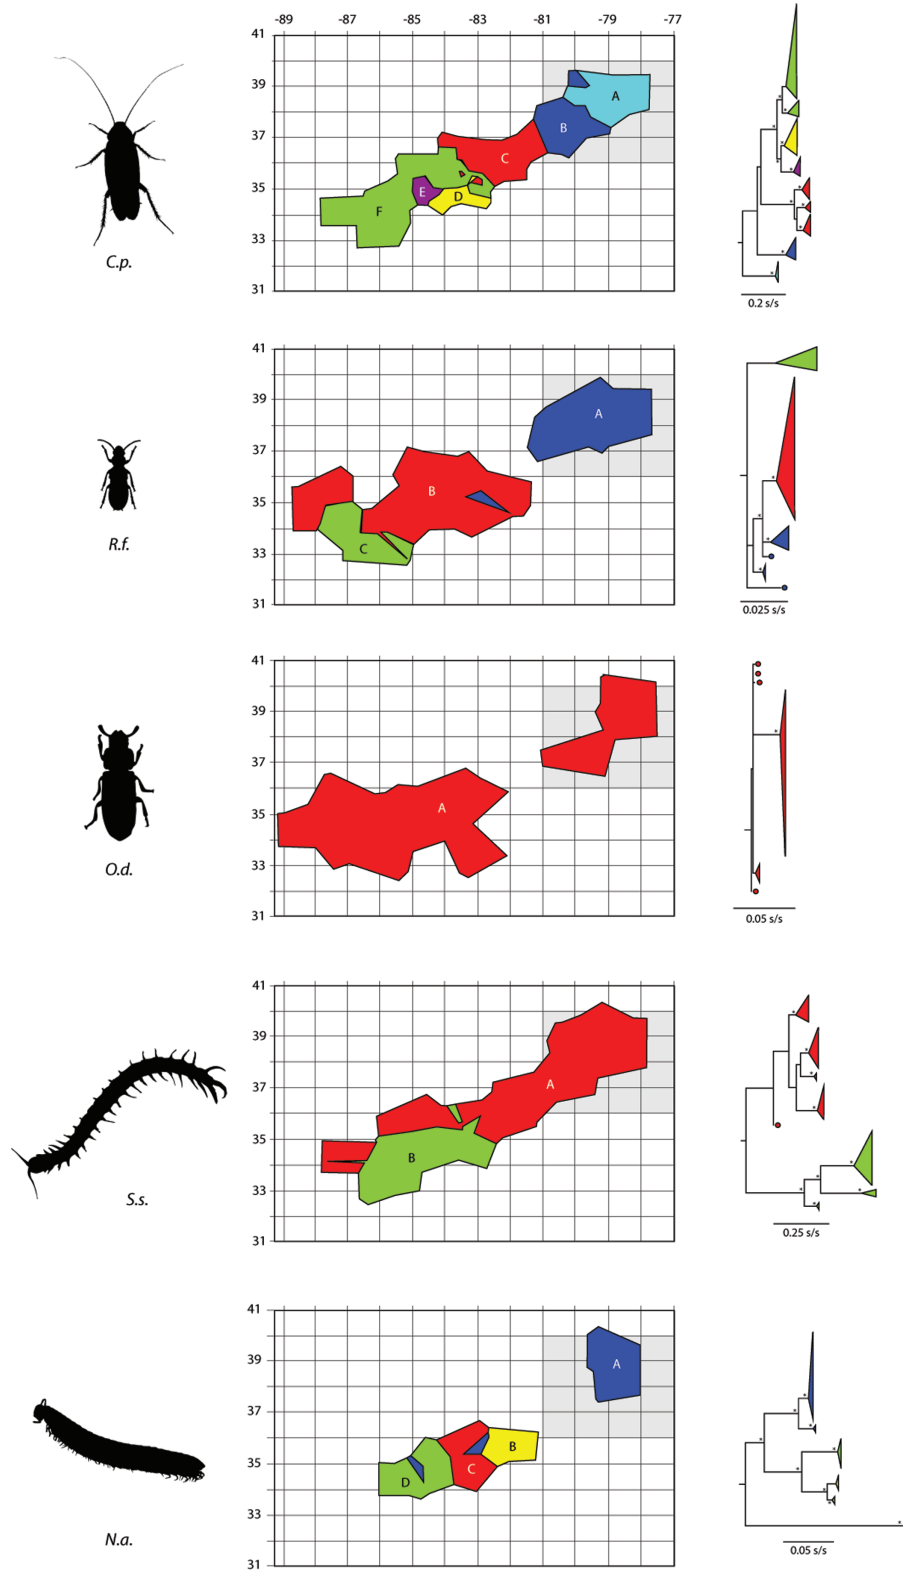 -89 -87 -85 -83 -81 -79 -77
41
39
37
35
33
31
A
B
C
D
E
F
C.p.
0.2 s/s
41
39
37
35
33
31
A
B
C
R.f.
0.025 s/s
41
39
37
35
33
31
A
O.d.
0.05 s/s
41
39
37
35
33
31
A
B
S.s.
0.25 s/s
41
39
37
35
33
31
A
B
C
D
N.a.
0.05 s/s